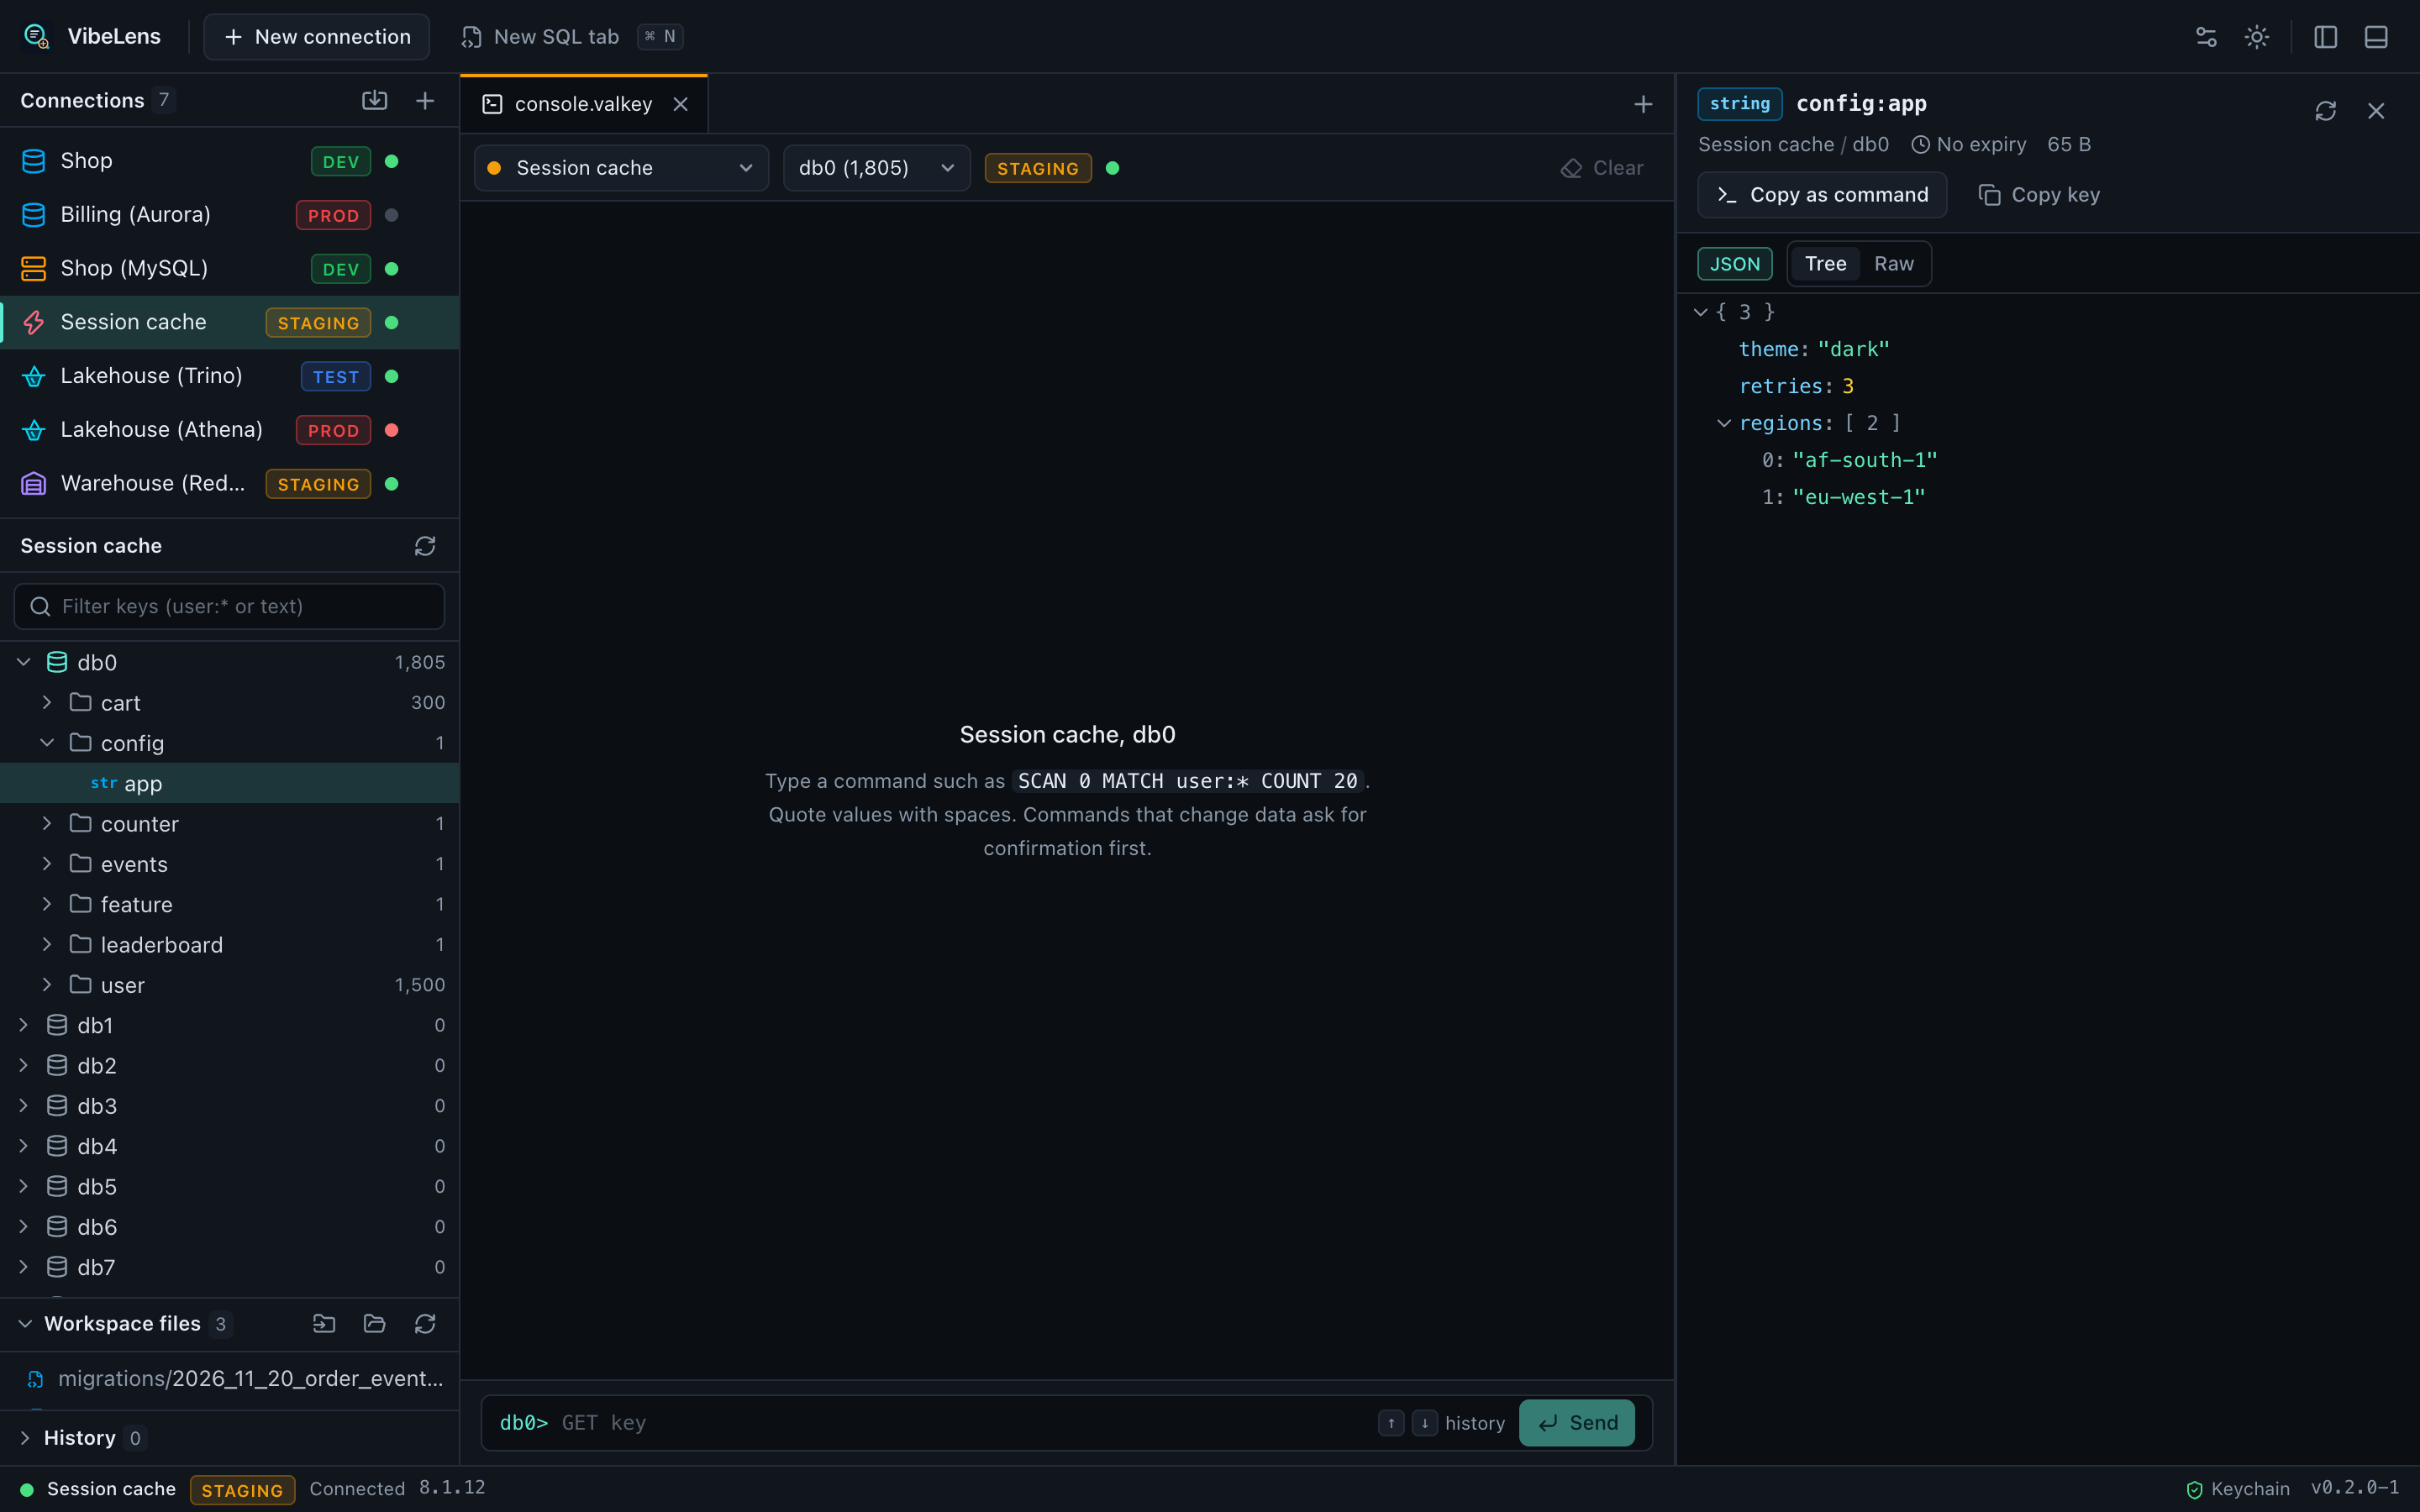 VibeLens
New connection
New SQL tab ⌘ N
Connections 7
Shop DEV
Billing (Aurora) PROD
Shop (MySQL) DEV
Session cache STAGING
Lakehouse (Trino) TEST
Lakehouse (Athena) PROD
Warehouse (Red... STAGING
Session cache
Filter keys (user:* or text)
db0 1,805
cart 300
config 1
str app
counter 1
events 1
feature 1
leaderboard 1
user 1,500
db1 0
db2 0
db3 0
db4 0
db5 0
db6 0
db7 0
Workspace files 3
migrations/2026_11_20_order_event...
History 0
console.valkey
Session cache db0 (1,805) STAGING Clear
Session cache, db0
Type a command such as SCAN 0 MATCH user:* COUNT 20.
Quote values with spaces. Commands that change data ask for
confirmation first.
db0> GET key ↑ ↓ history Send
string config:app
Session cache / db0 No expiry 65 B
Copy as command Copy key
JSON Tree Raw
{ 3 }
theme: "dark"
retries: 3
regions: [ 2 ]
0: "af-south-1"
1: "eu-west-1"
Session cache STAGING Connected 8.1.12
Keychain v0.2.0-1